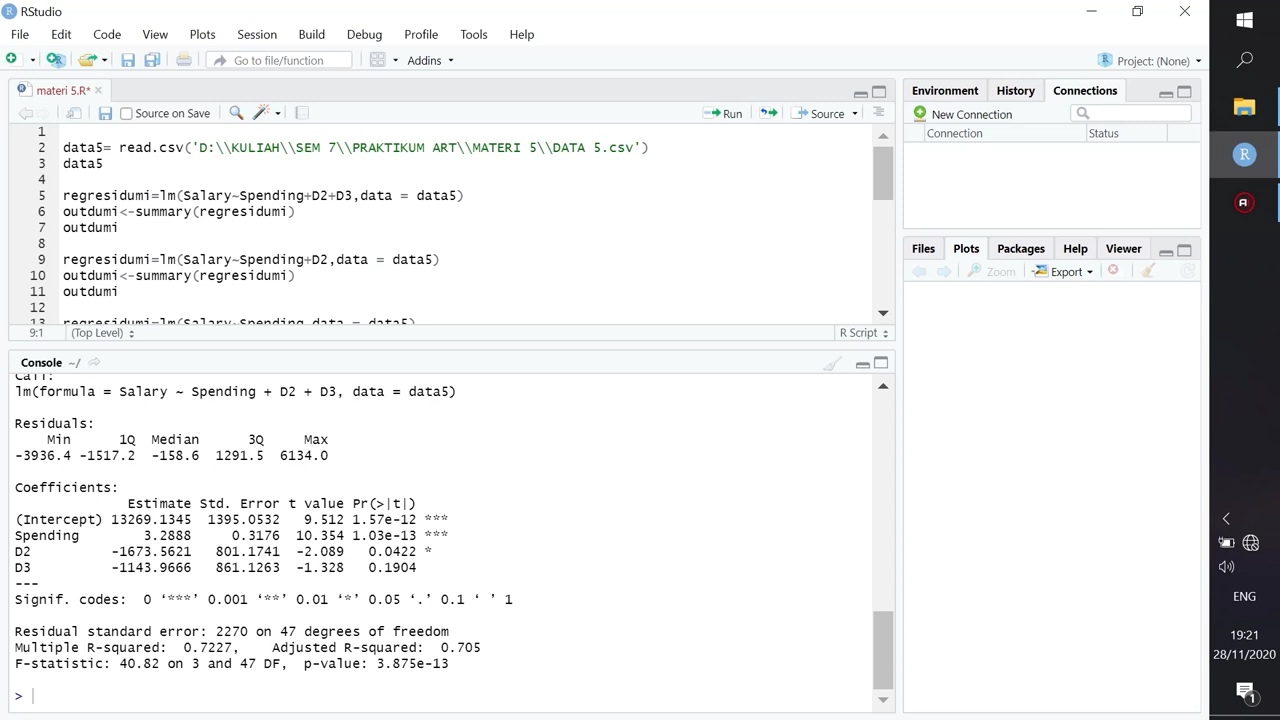 RStudio
File Edit Code View Plots Session Build Debug Profile Tools Help
Go to file/function Addins Project: (None)
materi 5.R*
Source on Save Run Source
1
2 data5= read.csv('D:\\KULIAH\\SEM 7\\PRAKTIKUM ART\\MATERI 5\\DATA 5.csv')
3 data5
4
5 regresidumi=lm(Salary~Spending+D2+D3,data = data5)
6 outdumi<-summary(regresidumi)
7 outdumi
8
9 regresidumi=lm(Salary~Spending+D2,data = data5)
10 outdumi<-summary(regresidumi)
11 outdumi
12
13 regresidumi=lm(Salary~Spending,data = data5)
9:1 (Top Level) R Script
Console ~/
Call:
lm(formula = Salary ~ Spending + D2 + D3, data = data5)
Residuals:
Min 1Q Median 3Q Max
-3936.4 -1517.2 -158.6 1291.5 6134.0
Coefficients:
Estimate Std. Error t value Pr(>|t|)
(Intercept) 13269.1345 1395.0532 9.512 1.57e-12 ***
Spending 3.2888 0.3176 10.354 1.03e-13 ***
D2 -1673.5621 801.1741 -2.089 0.0422 *
D3 -1143.9666 861.1263 -1.328 0.1904
---
Signif. codes: 0 ‘***’ 0.001 ‘**’ 0.01 ‘*’ 0.05 ‘.’ 0.1 ‘ ’ 1
Residual standard error: 2270 on 47 degrees of freedom
Multiple R-squared: 0.7227, Adjusted R-squared: 0.705
F-statistic: 40.82 on 3 and 47 DF, p-value: 3.875e-13
>
Environment History Connections
New Connection
Connection Status
Files Plots Packages Help Viewer
Zoom Export
ENG
19:21
28/11/2020
1